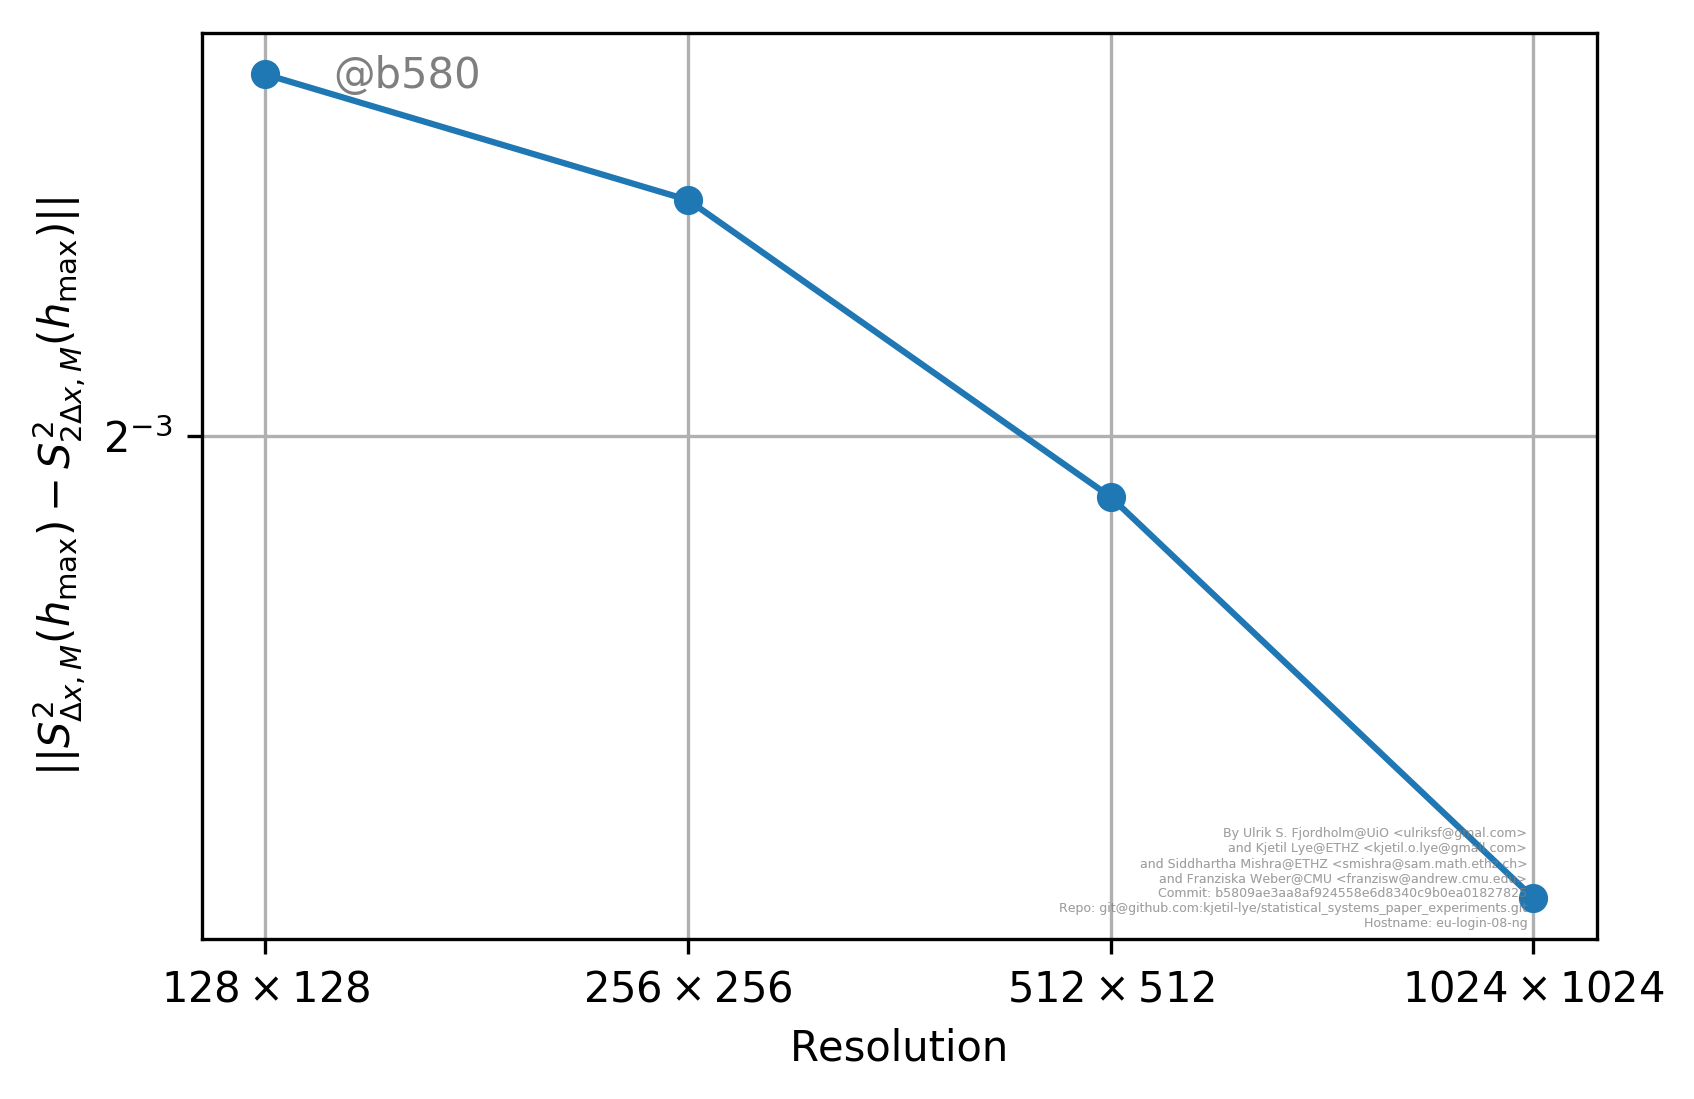 @b580
||S²_{Δx, M}(h_max) − S²_{2Δx, M}(h_max)||
2⁻³
By Ulrik S. Fjordholm@UiO <ulriksf@gmal.com>
and Kjetil Lye@ETHZ <kjetil.o.lye@gmail.com>
and Siddhartha Mishra@ETHZ <smishra@sam.math.ethz.ch>
and Franziska Weber@CMU <franzisw@andrew.cmu.edu>
Commit:
Repo: git@github.com:kjetil-lye/statistical_systems_paper_experiments.git
Hostname: eu-login-08-ng
128 × 128
256 × 256
512 × 512
1024 × 1024
Resolution